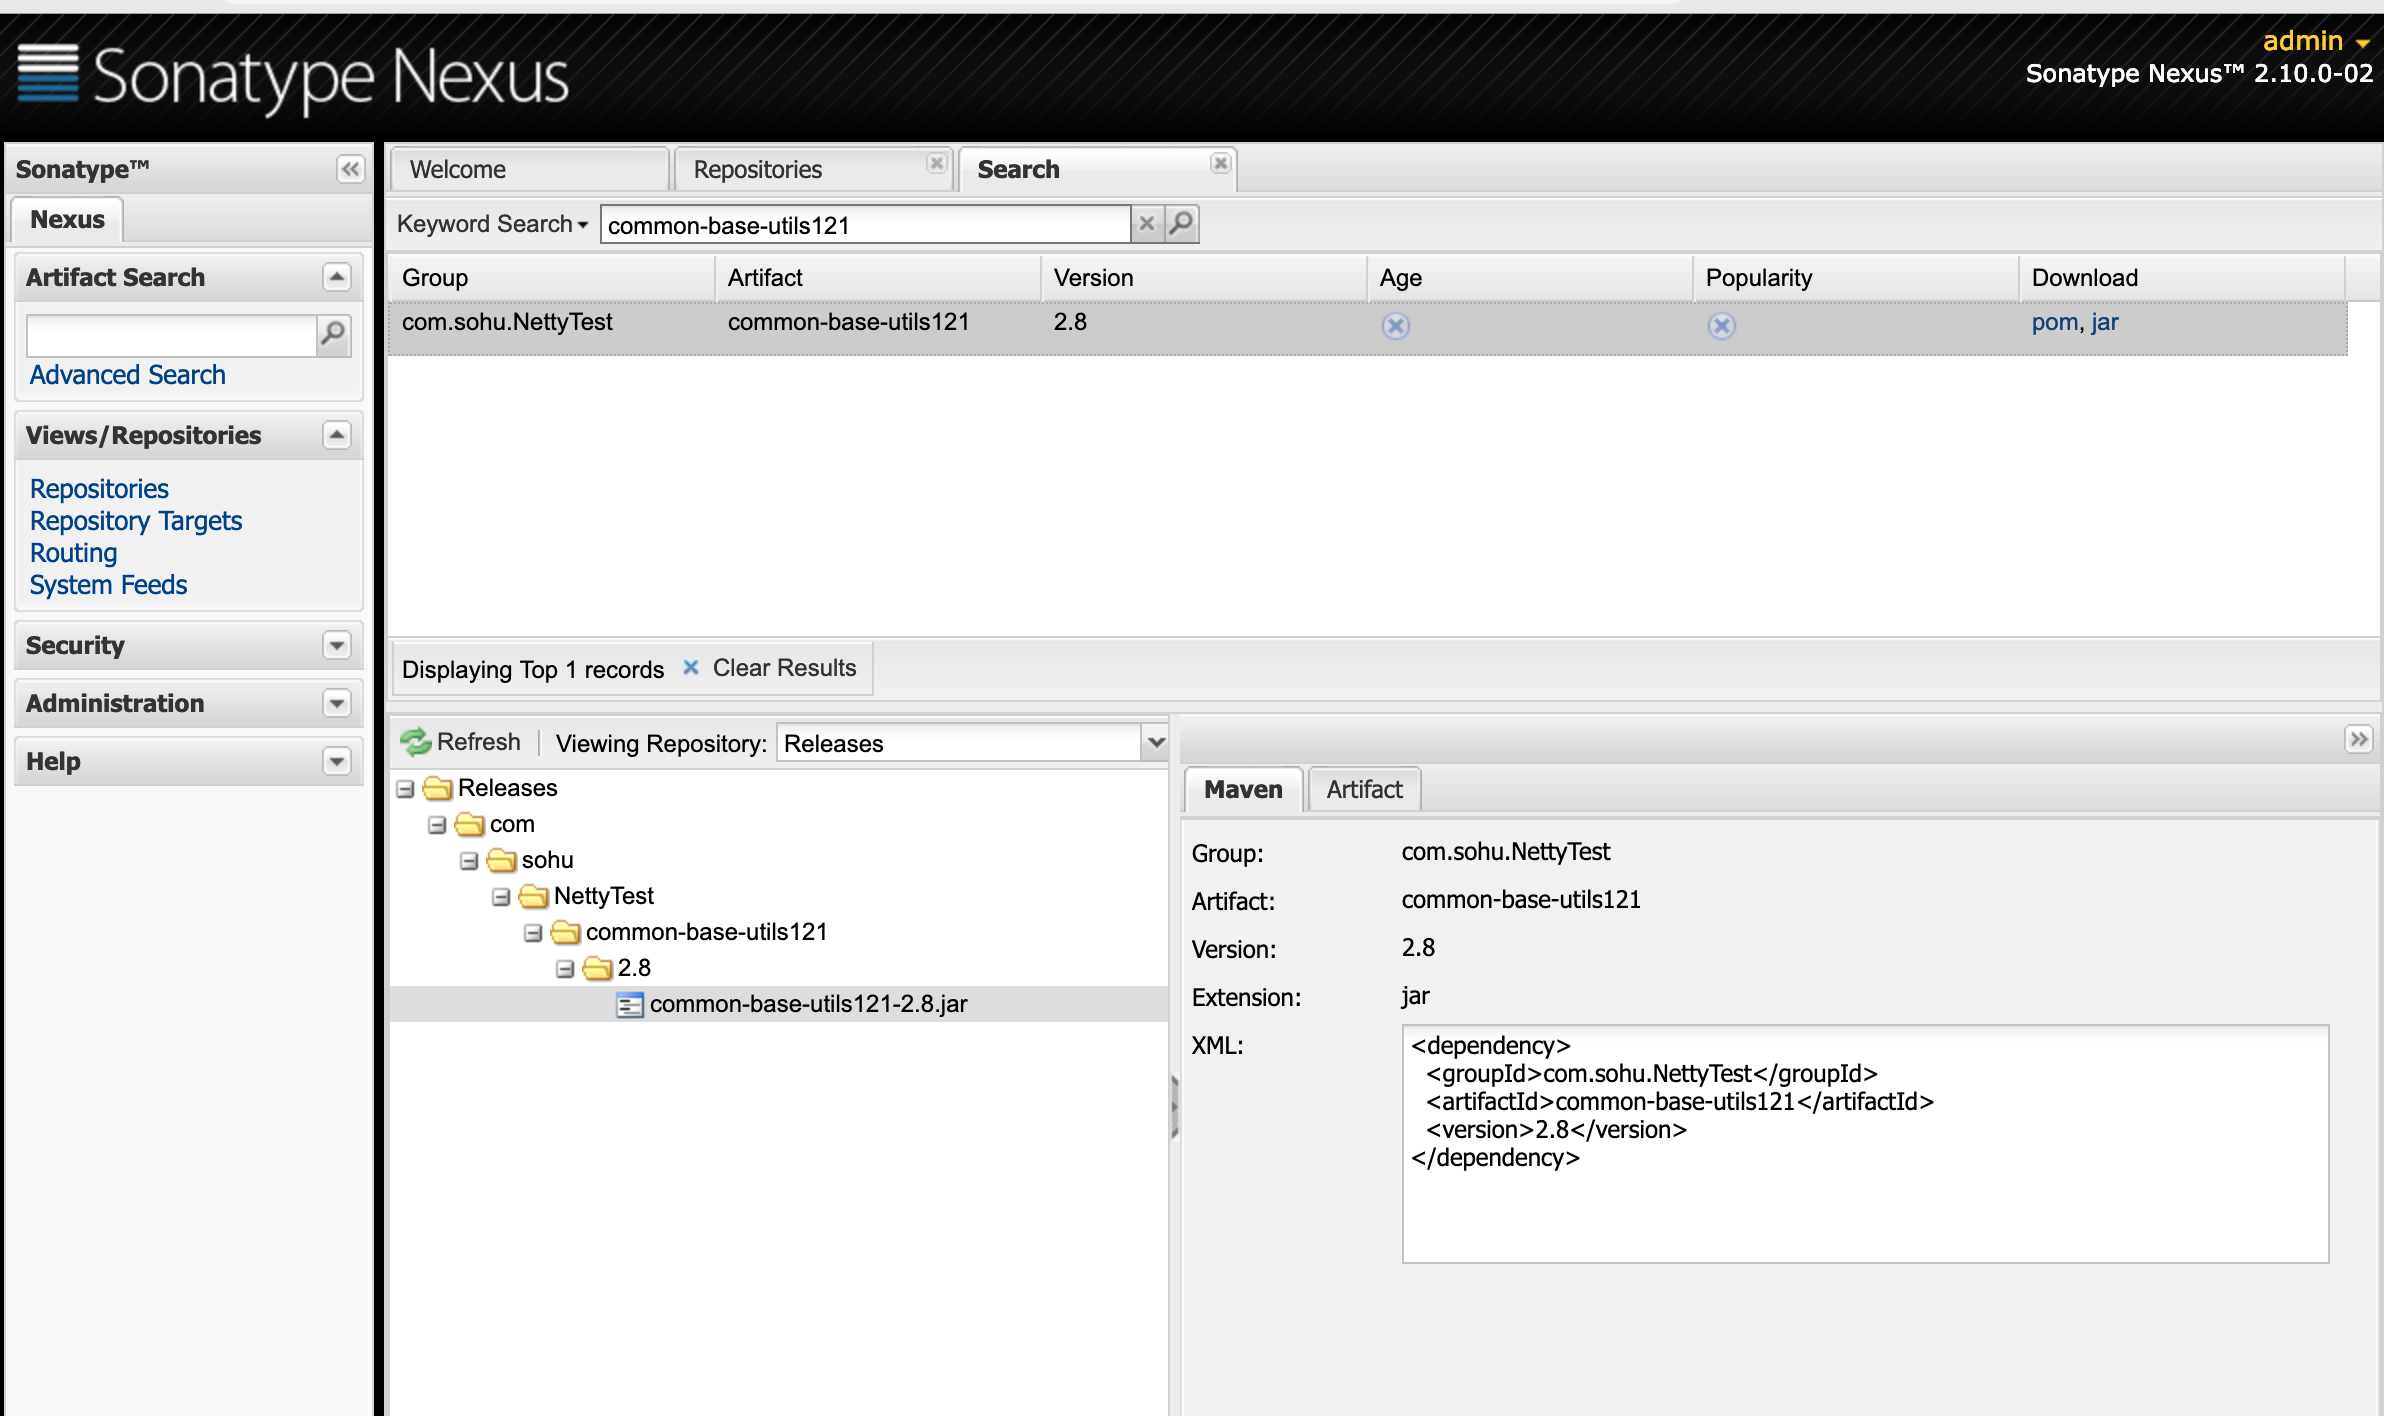 Sonatype Nexus
admin
Sonatype Nexus™ 2.10.0-02
Sonatype™
Nexus
Artifact Search
Advanced Search
Views/Repositories
Repositories
Repository Targets
Routing
System Feeds
Security
Administration
Help
Welcome
Repositories
Search
Keyword Search
common-base-utils121
Group Artifact Version Age Popularity Download
com.sohu.NettyTest common-base-utils121 2.8 pom, jar
Displaying Top 1 records Clear Results
Refresh Viewing Repository: Releases
Releases
com
sohu
NettyTest
common-base-utils121
2.8
common-base-utils121-2.8.jar
Maven Artifact
Group: com.sohu.NettyTest
Artifact: common-base-utils121
Version: 2.8
Extension: jar
XML:
<dependency>
<groupId>com.sohu.NettyTest</groupId>
<artifactId>common-base-utils121</artifactId>
<version>2.8</version>
</dependency>